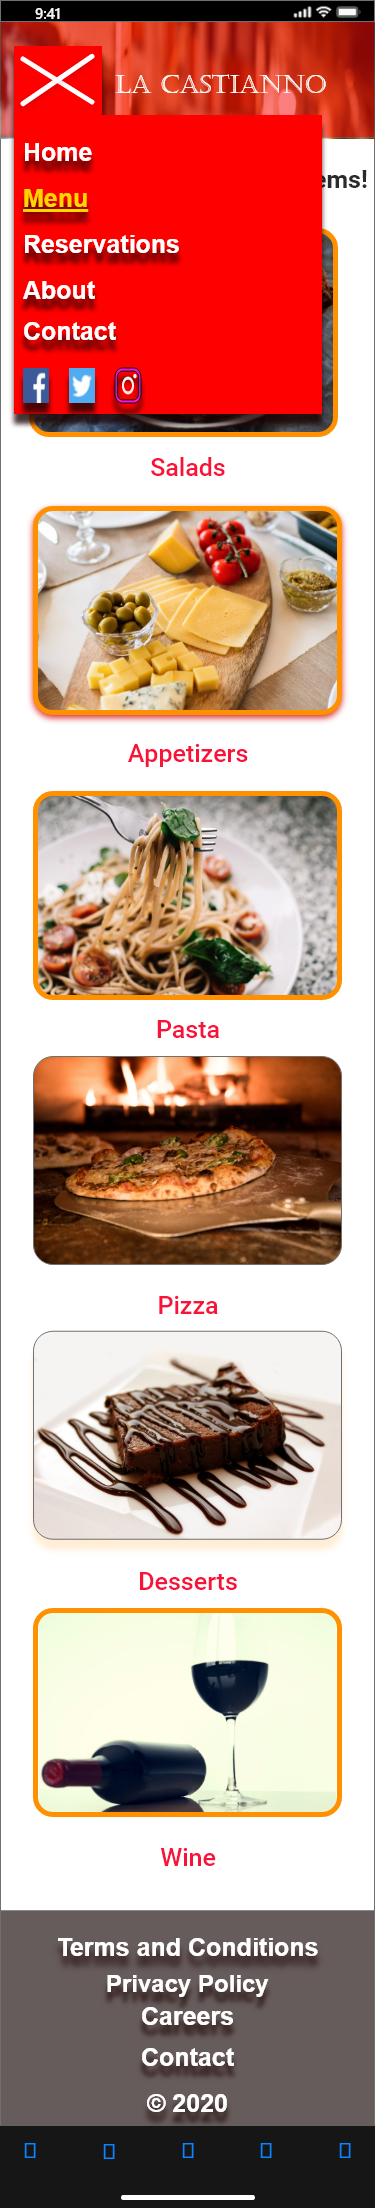 9:41
LA CASTIANNO
Home
ems!
Menu
Reservations
About
Contact
Salads
Appetizers
Pasta
Pizza
Desserts
Wine
Terms and Conditions
Privacy Policy
Careers
Contact
© 2020